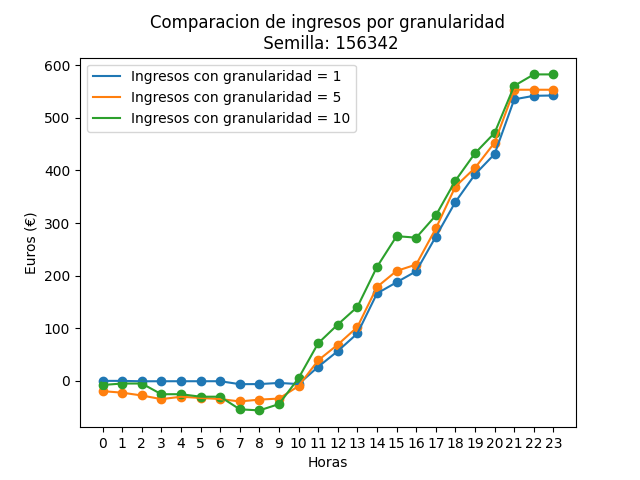 Comparacion de ingresos por granularidad
Semilla: 156342
Ingresos con granularidad = 1
Ingresos con granularidad = 5
Ingresos con granularidad = 10
Euros (€)
600
500
400
300
200
100
0
0 1 2 3 4 5 6 7 8 9 10 11 12 13 14 15 16 17 18 19 20 21 22 23
Horas